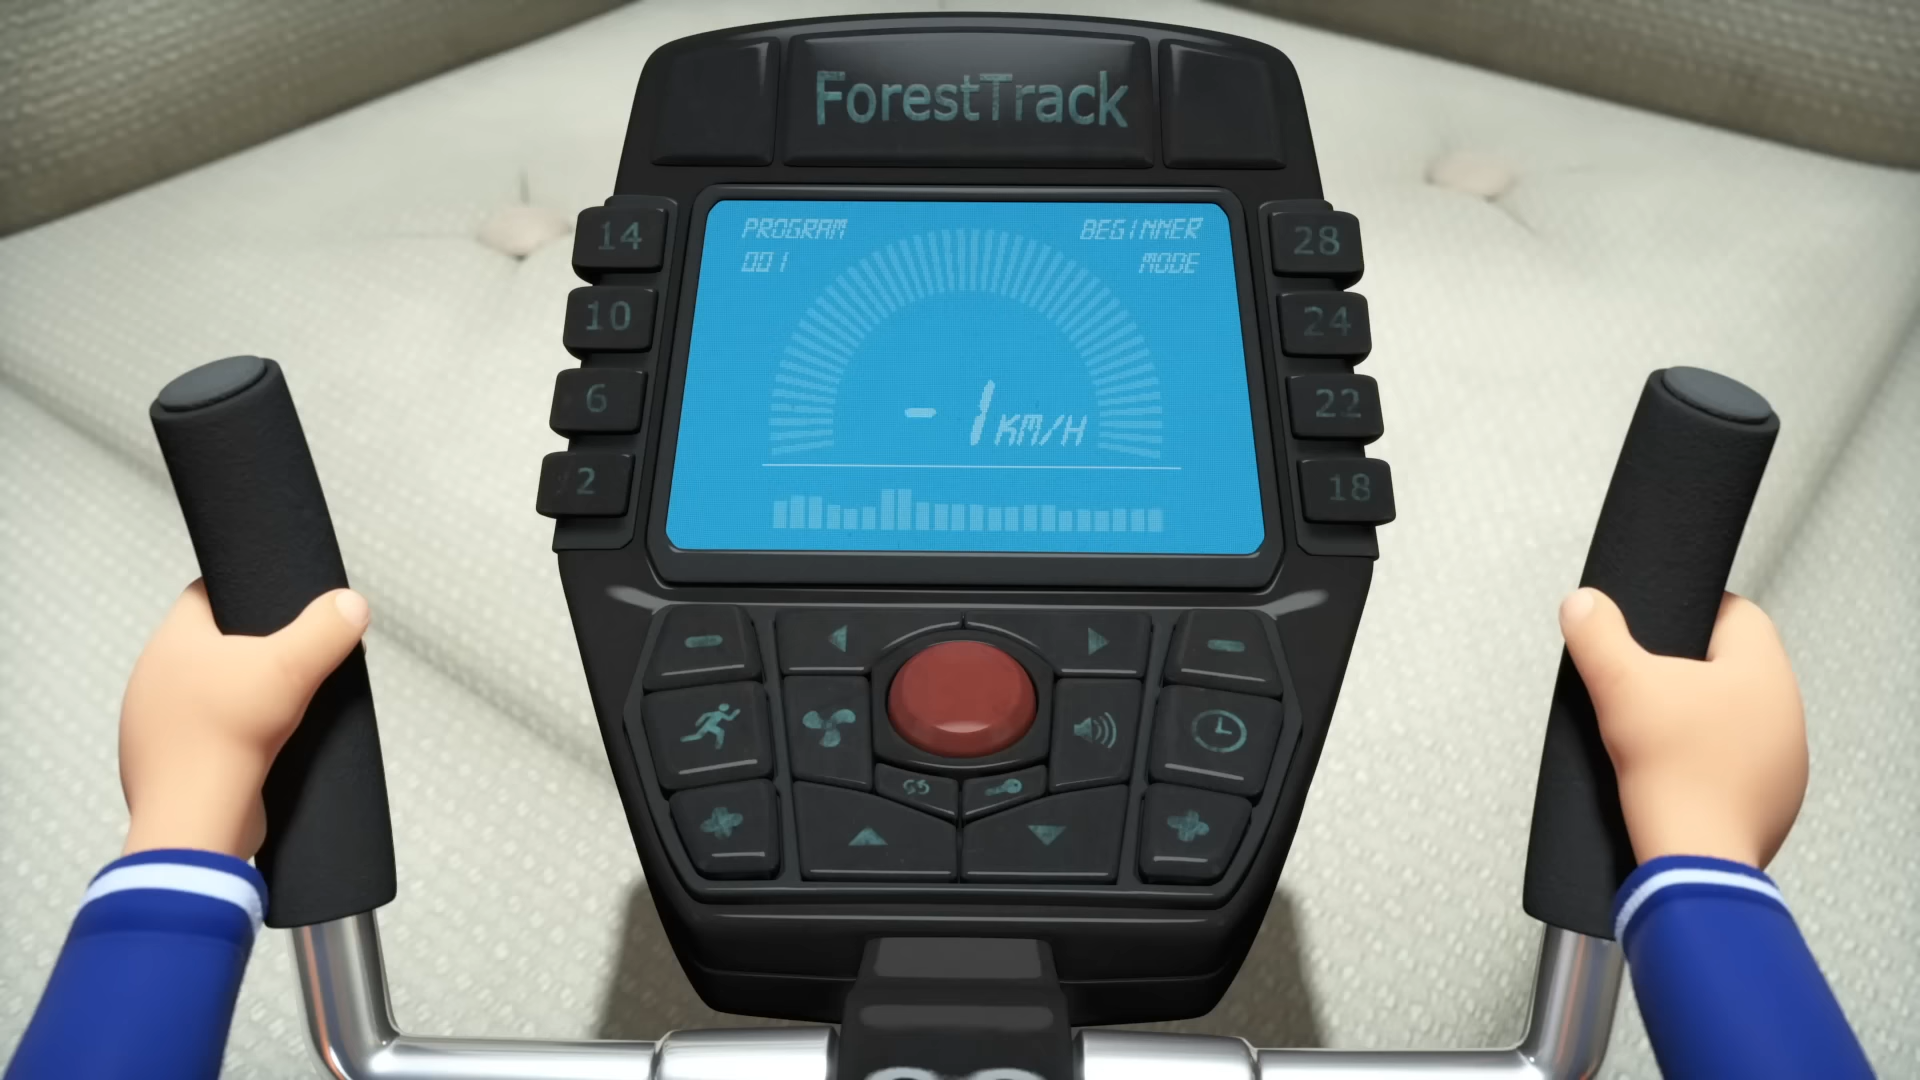 ForestTrack
PROGRAM
001
BEGINNER
MODE
14
10
6
2
28
24
22
18
- 1 KM/H